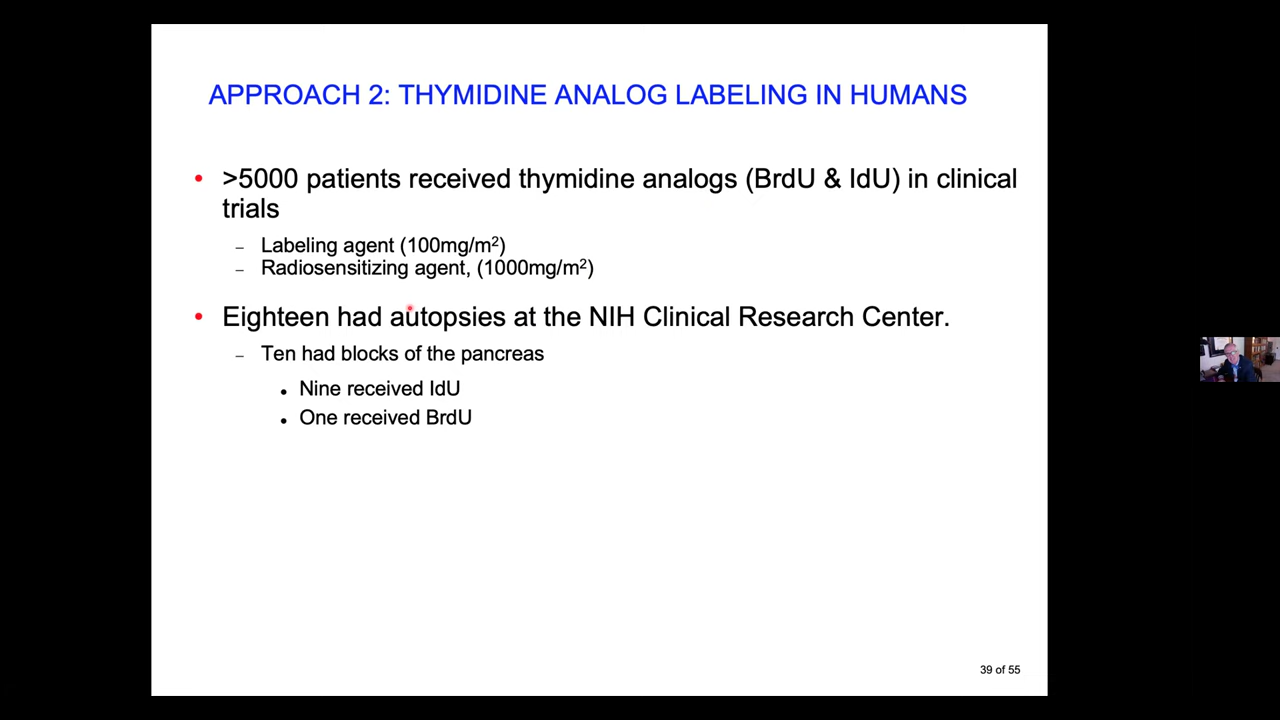 APPROACH 2: THYMIDINE ANALOG LABELING IN HUMANS
• >5000 patients received thymidine analogs (BrdU & IdU) in clinical
trials
– Labeling agent (100mg/m²)
– Radiosensitizing agent, (1000mg/m²)
• Eighteen had autopsies at the NIH Clinical Research Center.
– Ten had blocks of the pancreas
• Nine received IdU
• One received BrdU
39 of 55